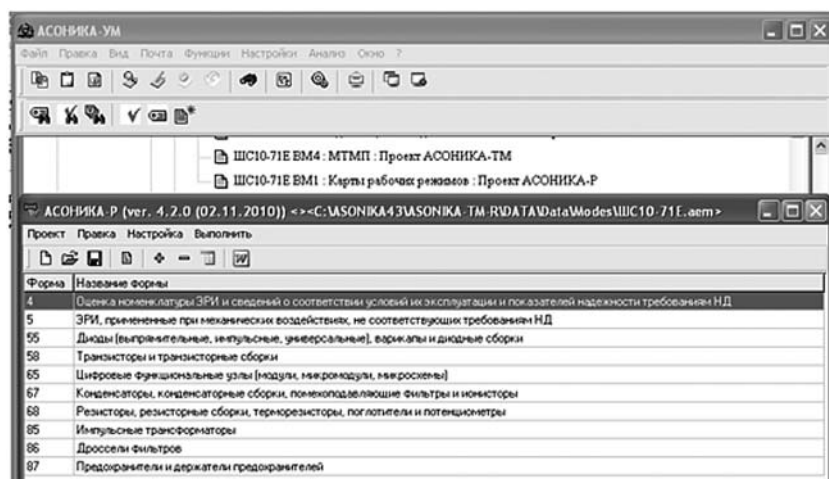 АСОНИКА-УМ
Файл Правка Вид Почта Функции Настройки Анализ Окно ?
ШС10-71Е ВМ4 : МТМП : Проект АСОНИКА-ТМ
ШС10-71Е ВМ1 : Карты рабочих режимов : Проект АСОНИКА-Р
АСОНИКА-Р (ver. 4.2.0 (02.11.2010)) <><C:\ASONIKA43\ASONIKA-TM-R\DATA\Data\Modes\ШС10-71Е.aem>
Проект Правка Настройка Выполнить
Форма Название формы
4 Оценка номенклатуры ЭРИ и сведений о соответствии условий их эксплуатации и показателей надежности требованиям НД
5 ЭРИ, примененные при механических воздействиях, не соответствующих требованиям НД
55 Диоды (выпрямительные, импульсные, универсальные), варикапы и диодные сборки
58 Транзисторы и транзисторные сборки
65 Цифровые функциональные узлы (модули, микромодули, микросхемы)
67 Конденсаторы, конденсаторные сборки, помехоподавляющие фильтры и ионисторы
68 Резисторы, резисторные сборки, терморезисторы, поглотители и потенциометры
85 Импульсные трансформаторы
86 Дроссели фильтров
87 Предохранители и держатели предохранителей